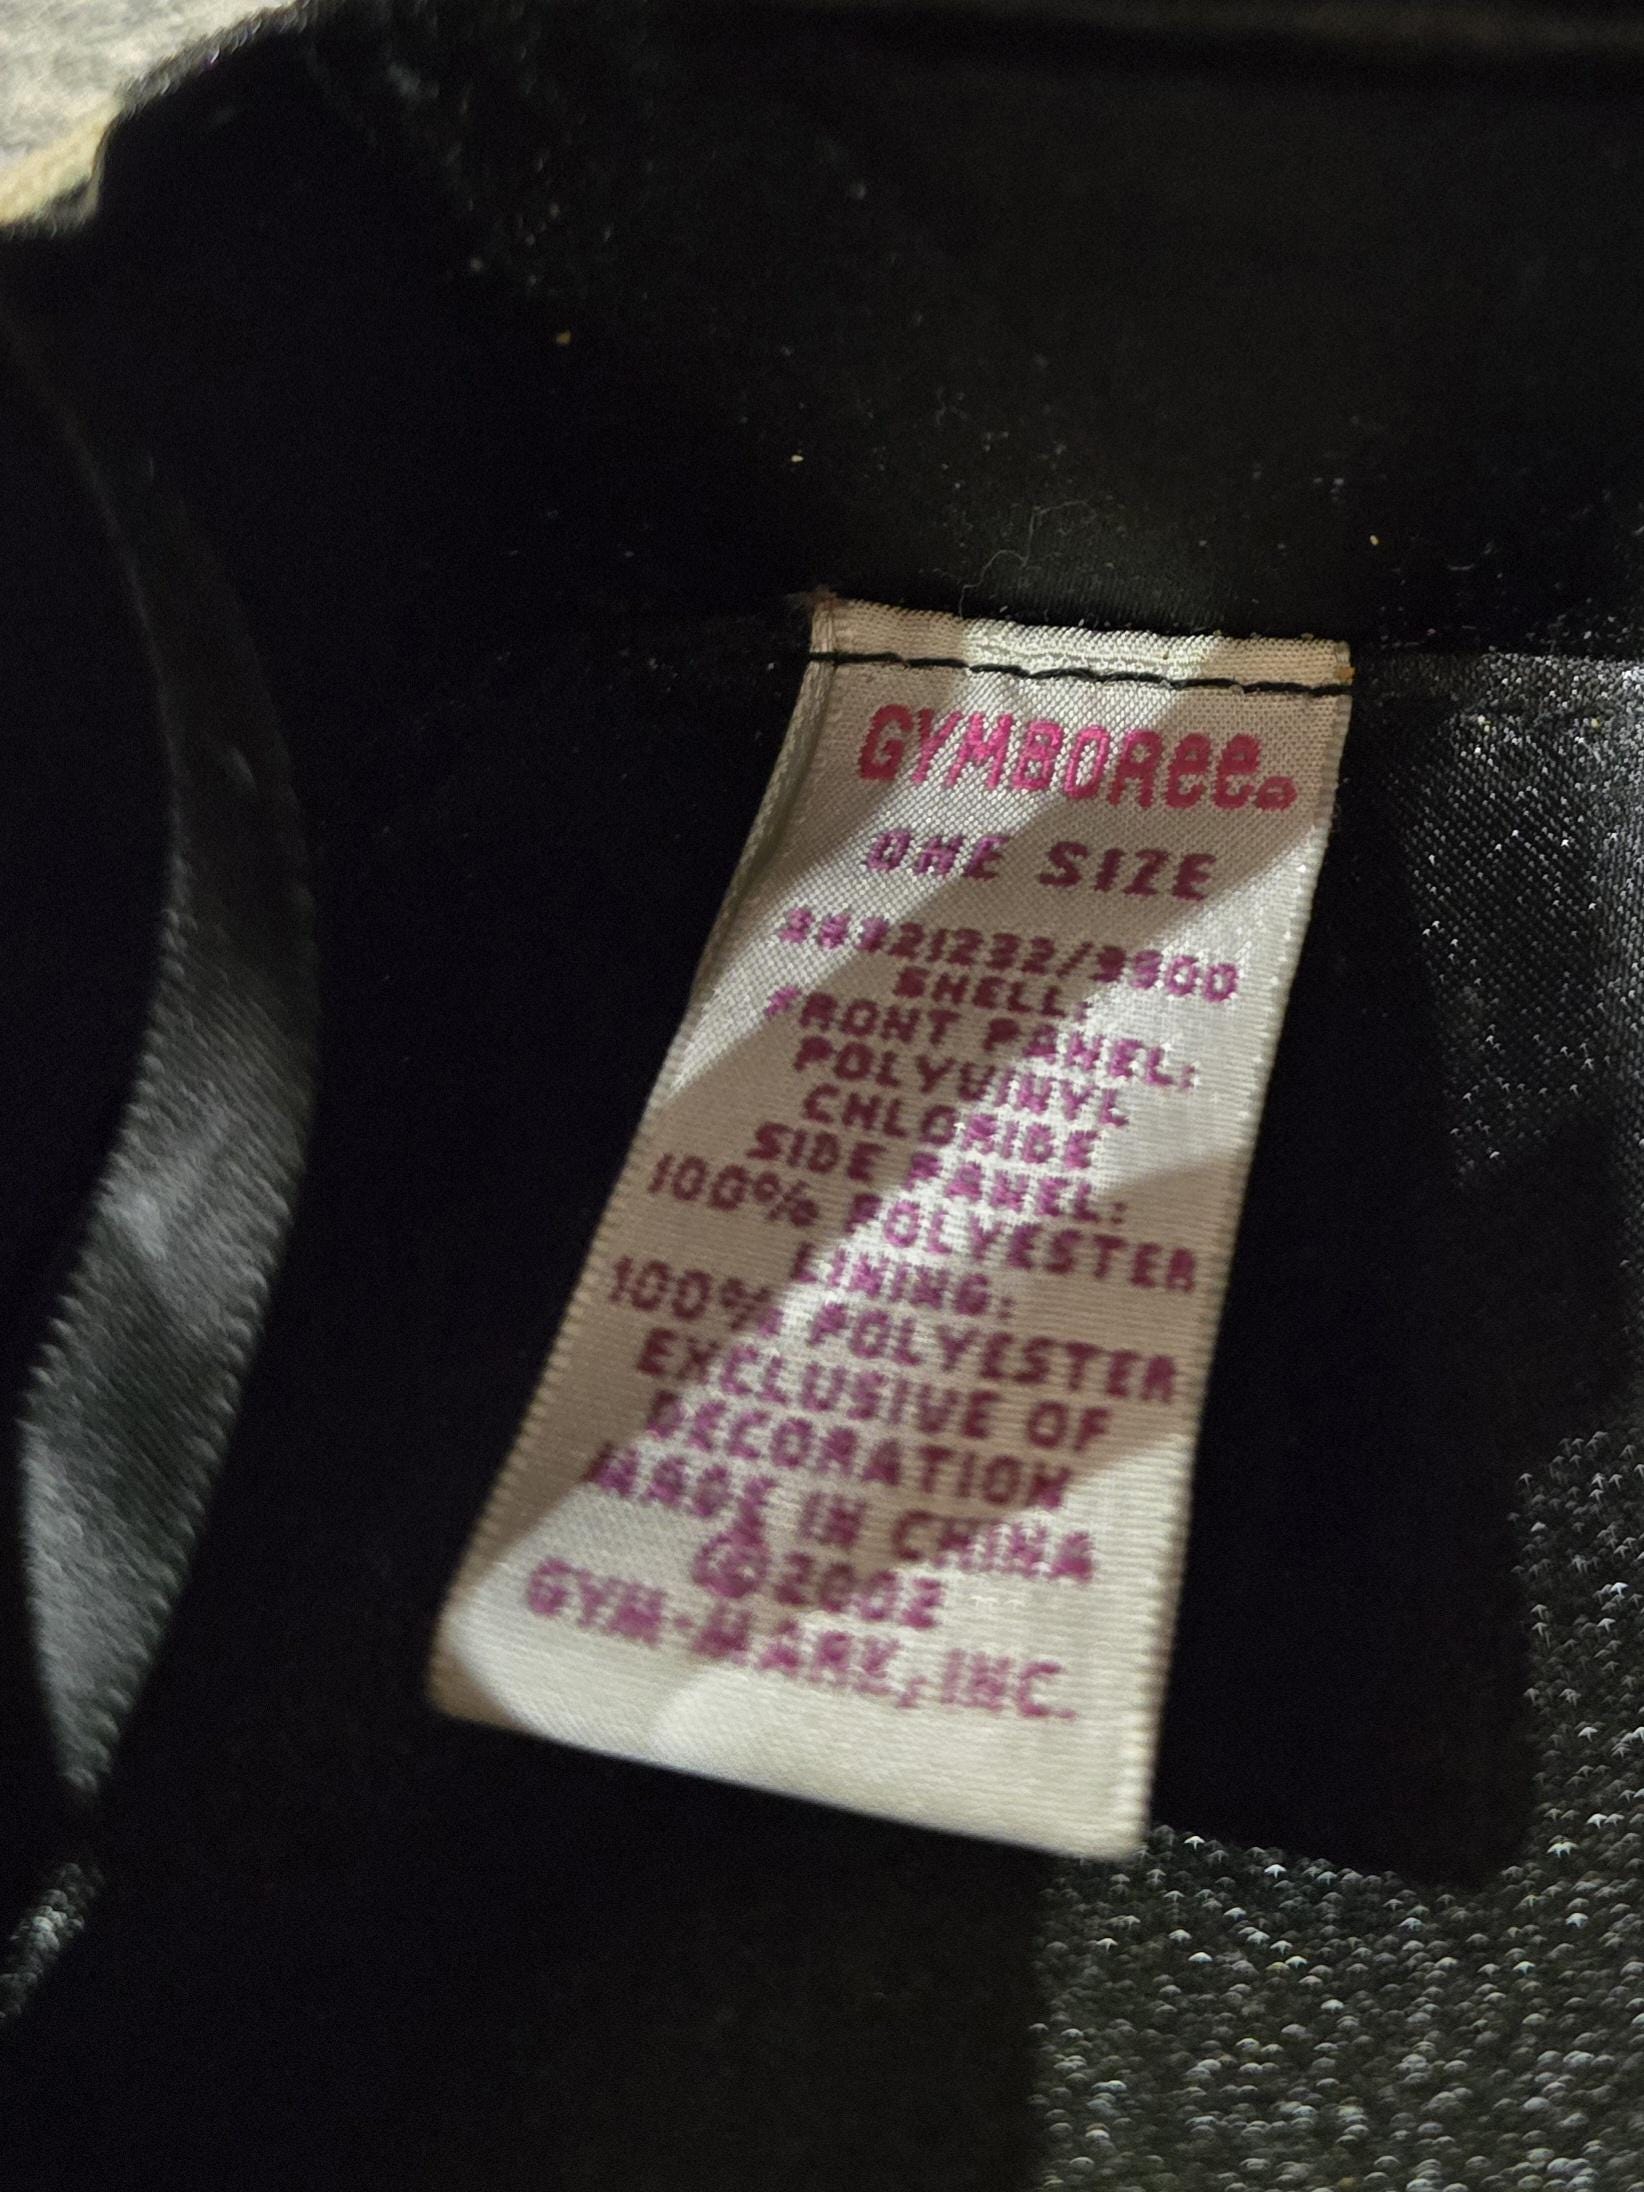 GYMBOREE®
ONE SIZE
SHELL:
FRONT PANEL:
POLYVINYL
CHLORIDE
SIDE PANEL:
100% POLYESTER
LINING:
100% POLYESTER
EXCLUSIVE OF
DECORATION
MADE IN CHINA
©2002
GYM-MARK, INC.